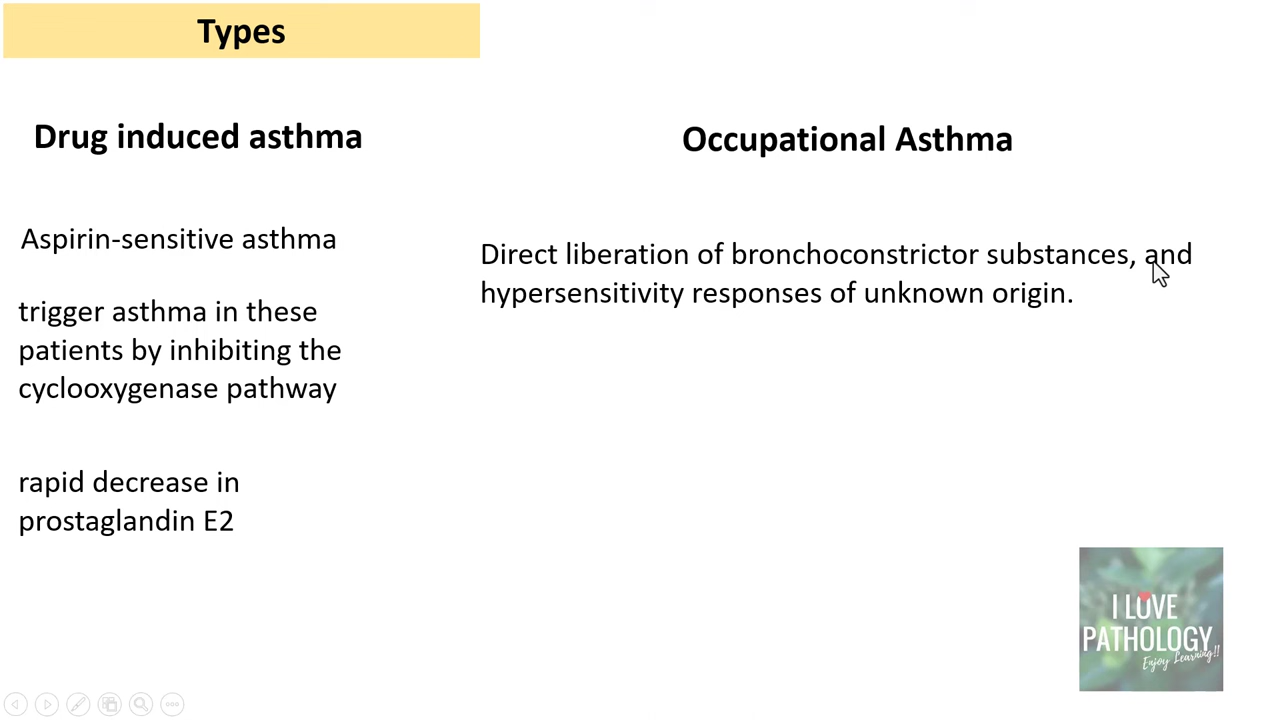 Types
Drug induced asthma
Aspirin-sensitive asthma
trigger asthma in these
patients by inhibiting the
cyclooxygenase pathway
rapid decrease in
prostaglandin E2
Occupational Asthma
Direct liberation of bronchoconstrictor substances, and
hypersensitivity responses of unknown origin.
I LOVE
PATHOLOGY
Enjoy Learning!!